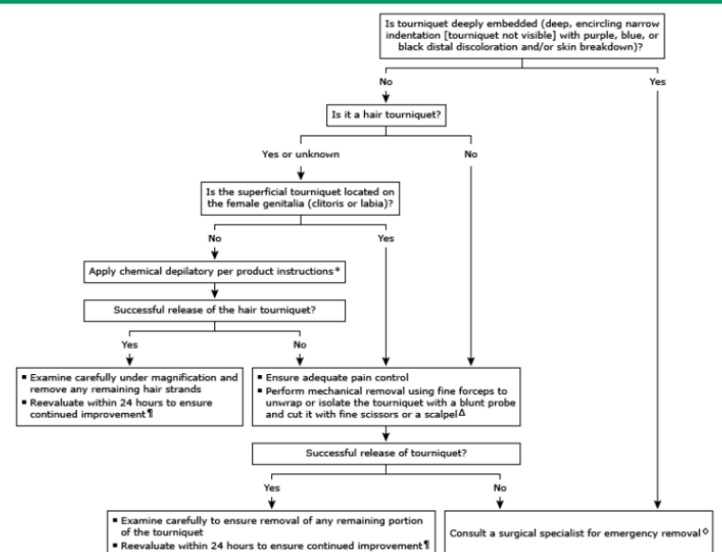 Is tourniquet deeply embedded (deep, encircling narrow
indentation [tourniquet not visible] with purple, blue, or
black distal discoloration and/or skin breakdown)?
No
Yes
Is it a hair tourniquet?
Yes or unknown
No
Is the superficial tourniquet located on
the female genitalia (clitoris or labia)?
No
Yes
Apply chemical depilatory per product instructions*
Successful release of the hair tourniquet?
Yes
No
▪ Examine carefully under magnification and
remove any remaining hair strands
▪ Reevaluate within 24 hours to ensure
continued improvement¶
▪ Ensure adequate pain control
▪ Perform mechanical removal using fine forceps to
unwrap or isolate the tourniquet with a blunt probe
and cut it with fine scissors or a scalpelΔ
Successful release of tourniquet?
Yes
No
▪ Examine carefully to ensure removal of any remaining portion
of the tourniquet
▪ Reevaluate within 24 hours to ensure continued improvement¶
Consult a surgical specialist for emergency removal◊